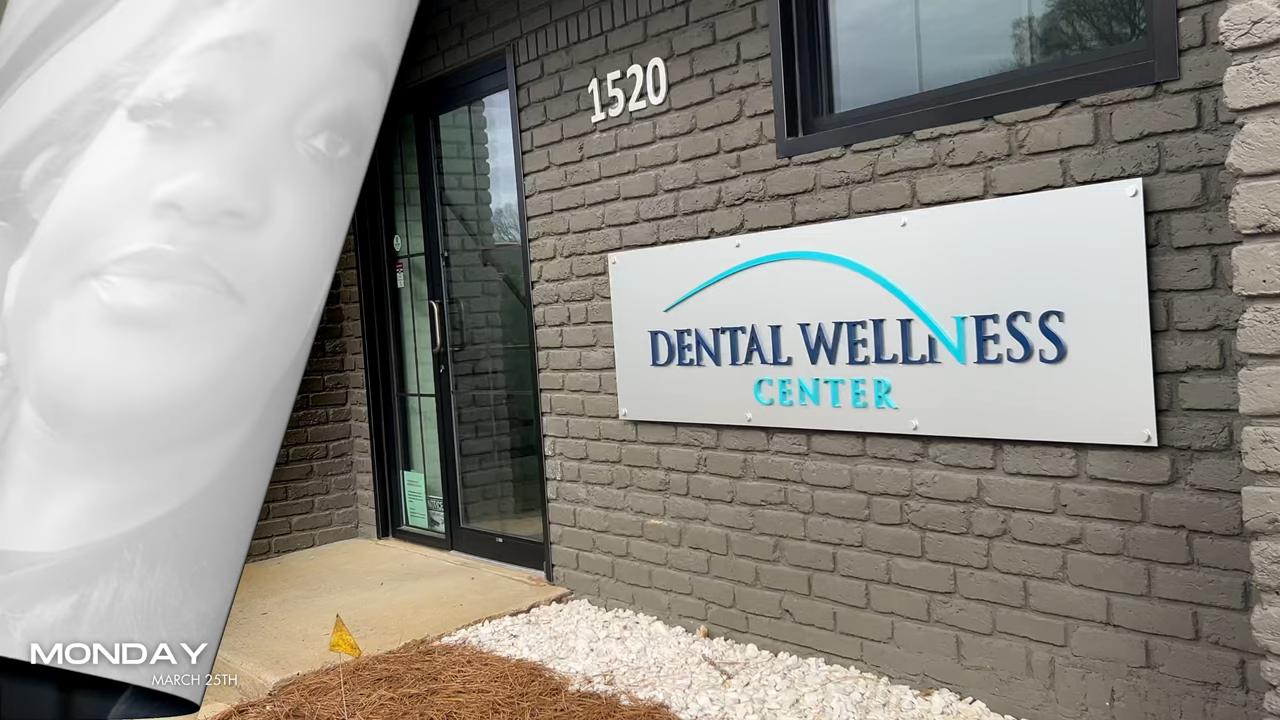 1520
DENTAL WELLNESS
CENTER
MONDAY
MARCH 25TH